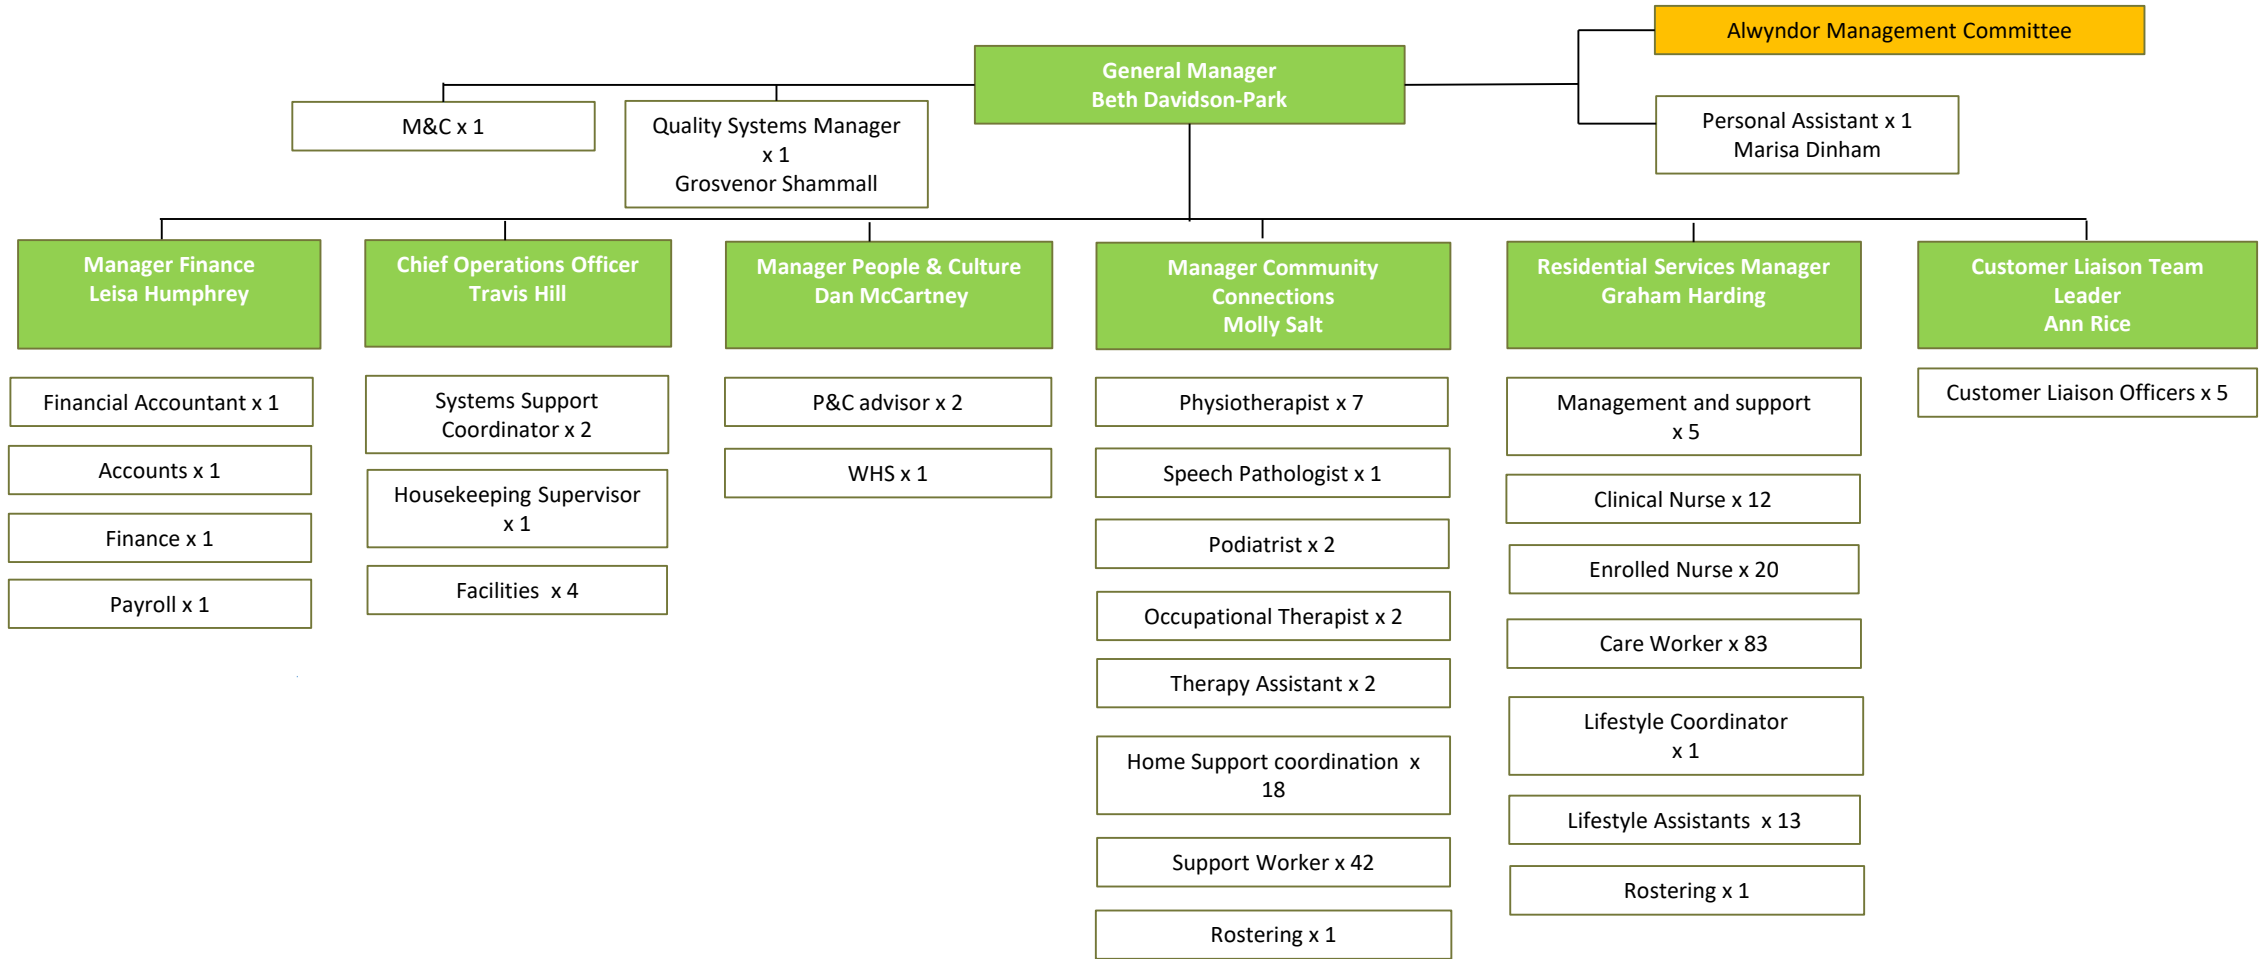 Alwyndor Management Committee
General Manager
Beth Davidson-Park
M&C x 1
Quality Systems Manager
x 1
Grosvenor Shammall
Personal Assistant x 1
Marisa Dinham
Manager Finance
Leisa Humphrey
Financial Accountant x 1
Accounts x 1
Finance x 1
Payroll x 1
Chief Operations Officer
Travis Hill
Systems Support
Coordinator x 2
Housekeeping Supervisor
x 1
Facilities x 4
Manager People & Culture
Dan McCartney
P&C advisor x 2
WHS x 1
Manager Community
Connections
Molly Salt
Physiotherapist x 7
Speech Pathologist x 1
Podiatrist x 2
Occupational Therapist x 2
Therapy Assistant x 2
Home Support coordination x
18
Support Worker x 42
Rostering x 1
Residential Services Manager
Graham Harding
Management and support
x 5
Clinical Nurse x 12
Enrolled Nurse x 20
Care Worker x 83
Lifestyle Coordinator
x 1
Lifestyle Assistants x 13
Rostering x 1
Customer Liaison Team
Leader
Ann Rice
Customer Liaison Officers x 5